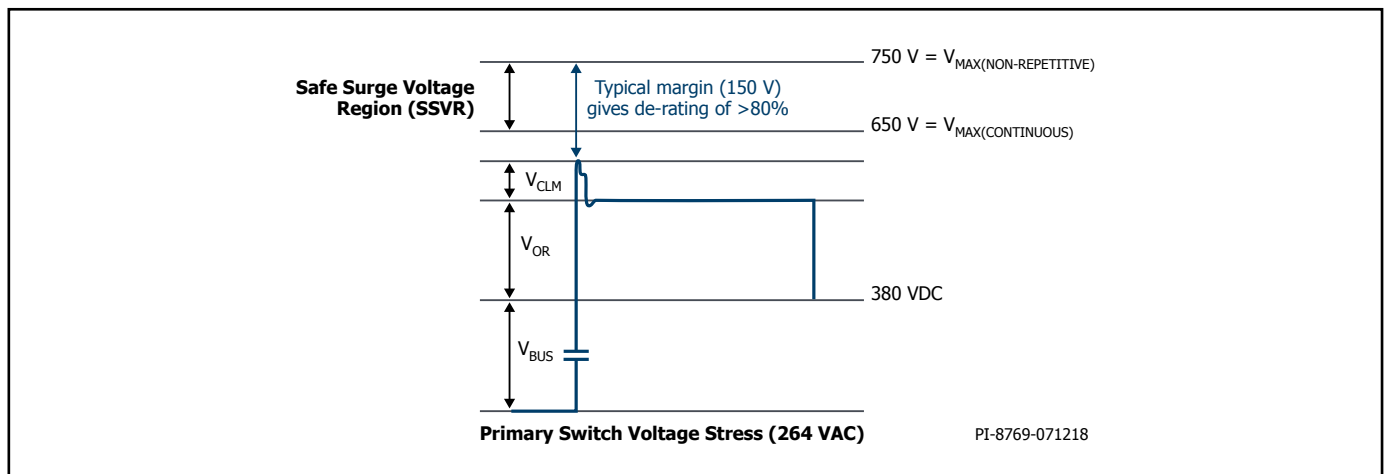 750 V = VMAX(NON-REPETITIVE)
Safe Surge Voltage
Region (SSVR)
Typical margin (150 V)
gives de-rating of >80%
650 V = VMAX(CONTINUOUS)
VCLM
VOR
380 VDC
VBUS
Primary Switch Voltage Stress (264 VAC)
PI-8769-071218